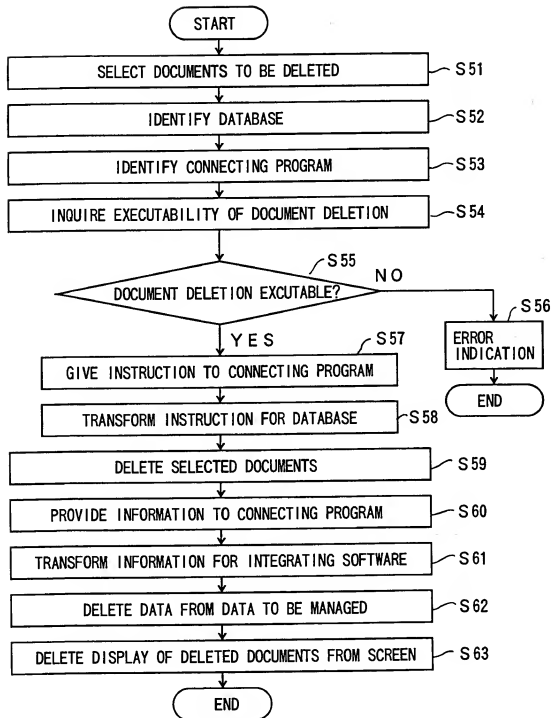 START
SELECT DOCUMENTS TO BE DELETED S51
IDENTIFY DATABASE S52
IDENTIFY CONNECTING PROGRAM S53
INQUIRE EXECUTABILITY OF DOCUMENT DELETION S54
S55
DOCUMENT DELETION EXCUTABLE?
NO
S56
ERROR
INDICATION
END
YES
S57
GIVE INSTRUCTION TO CONNECTING PROGRAM
TRANSFORM INSTRUCTION FOR DATABASE S58
DELETE SELECTED DOCUMENTS S59
PROVIDE INFORMATION TO CONNECTING PROGRAM S60
TRANSFORM INFORMATION FOR INTEGRATING SOFTWARE S61
DELETE DATA FROM DATA TO BE MANAGED S62
DELETE DISPLAY OF DELETED DOCUMENTS FROM SCREEN S63
END